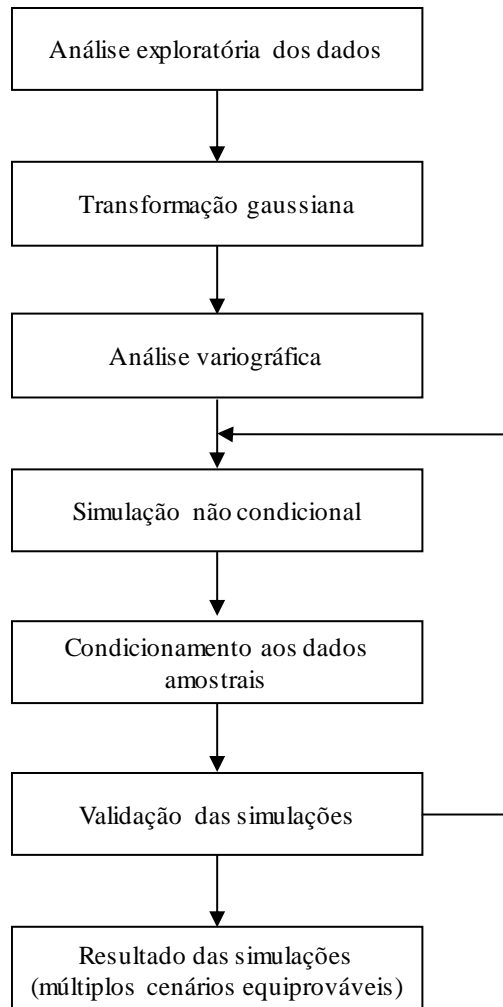 Análise exploratória dos dados
Transformação gaussiana
Análise variográfica
Simulação não condicional
Condicionamento aos dados
amostrais
Validação das simulações
Resultado das simulações
(múltiplos cenários equiprováveis)